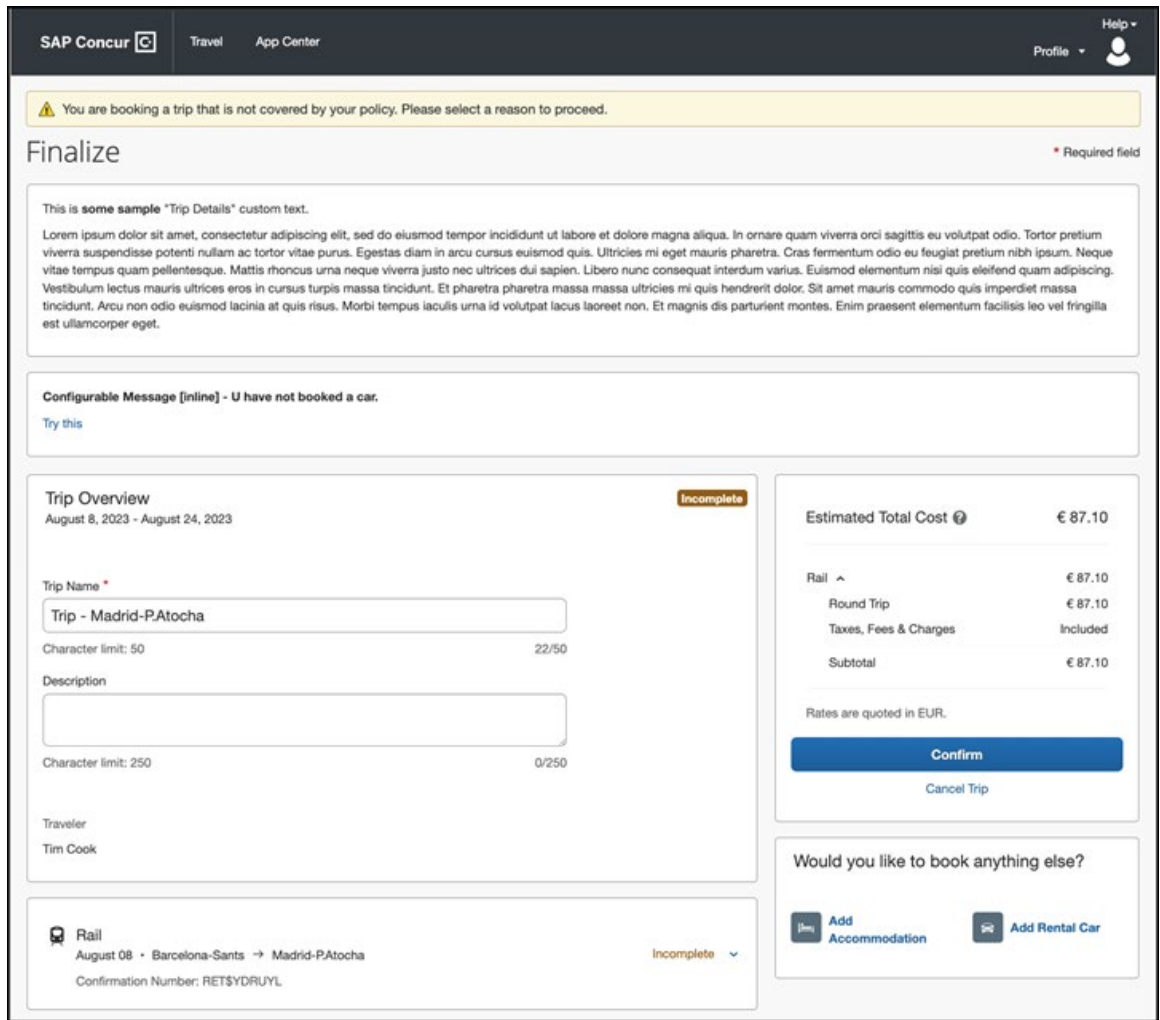 SAP Concur C
Travel
App Center
Help
Profile
You are booking a trip that is not covered by your policy. Please select a reason to proceed.
Finalize
* Required field
This is some sample "Trip Details" custom text.
Lorem ipsum dolor sit amet, consectetur adipiscing elit, sed do eiusmod tempor incididunt ut labore et dolore magna aliqua. In ornare quam viverra orci sagittis eu volutpat odio. Tortor pretium
viverra suspendisse potenti nullam ac tortor vitae purus. Egestas diam in arcu cursus euismod quis. Ultricies mi eget mauris pharetra. Cras fermentum odio eu feugiat pretium nibh ipsum. Neque
vitae tempus quam pellentesque. Mattis rhoncus urna neque viverra justo nec ultrices dui sapien. Libero nunc consequat interdum varius. Euismod elementum nisi quis eleifend quam adipiscing.
Vestibulum lectus mauris ultrices eros in cursus turpis massa tincidunt. Et pharetra pharetra massa massa ultricies mi quis hendrerit dolor. Sit amet mauris commodo quis imperdiet massa
tincidunt. Arcu non odio euismod lacinia at quis risus. Morbi tempus iaculis urna id volutpat lacus laoreet non. Et magnis dis parturient montes. Enim praesent elementum facilisis leo vel fringilla
est ullamcorper eget.
Configurable Message [inline] - U have not booked a car.
Try this
Trip Overview
Incomplete
August 8, 2023 - August 24, 2023
Trip Name *
Trip - Madrid-P.Atocha
Character limit: 50
22/50
Description
Character limit: 250
0/250
Traveler
Tim Cook
Rail
August 08 • Barcelona-Sants → Madrid-P.Atocha
Incomplete
Confirmation Number: RET$YDRUYL
Estimated Total Cost ?
€ 87.10
Rail
€ 87.10
Round Trip
€ 87.10
Taxes, Fees & Charges
Included
Subtotal
€ 87.10
Rates are quoted in EUR.
Confirm
Cancel Trip
Would you like to book anything else?
Add
Accommodation
Add Rental Car